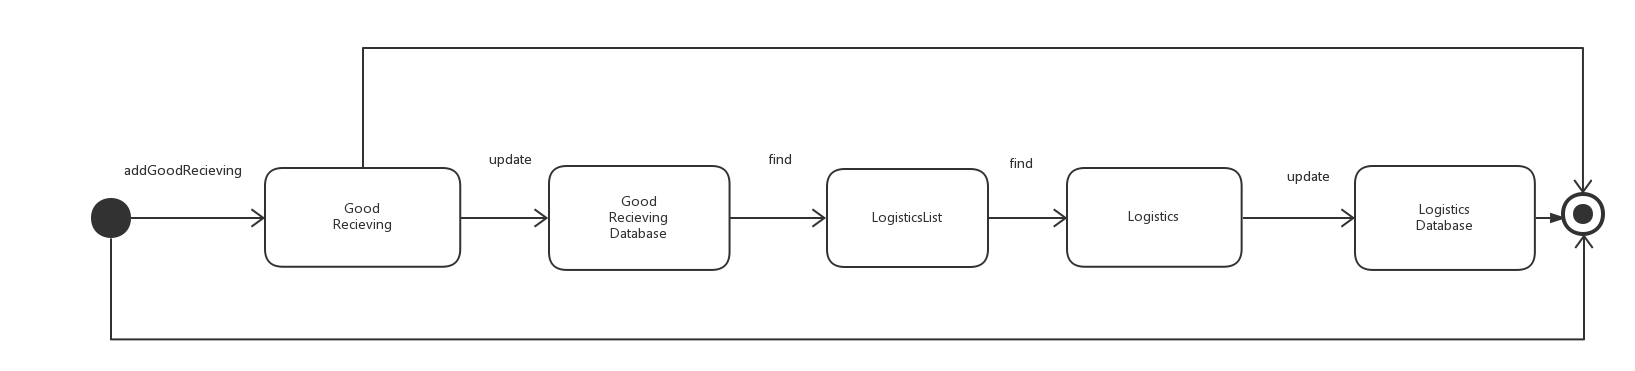 addGoodRecieving
Good
Recieving
update
Good
Recieving
Database
find
LogisticsList
find
Logistics
update
Logistics
Database